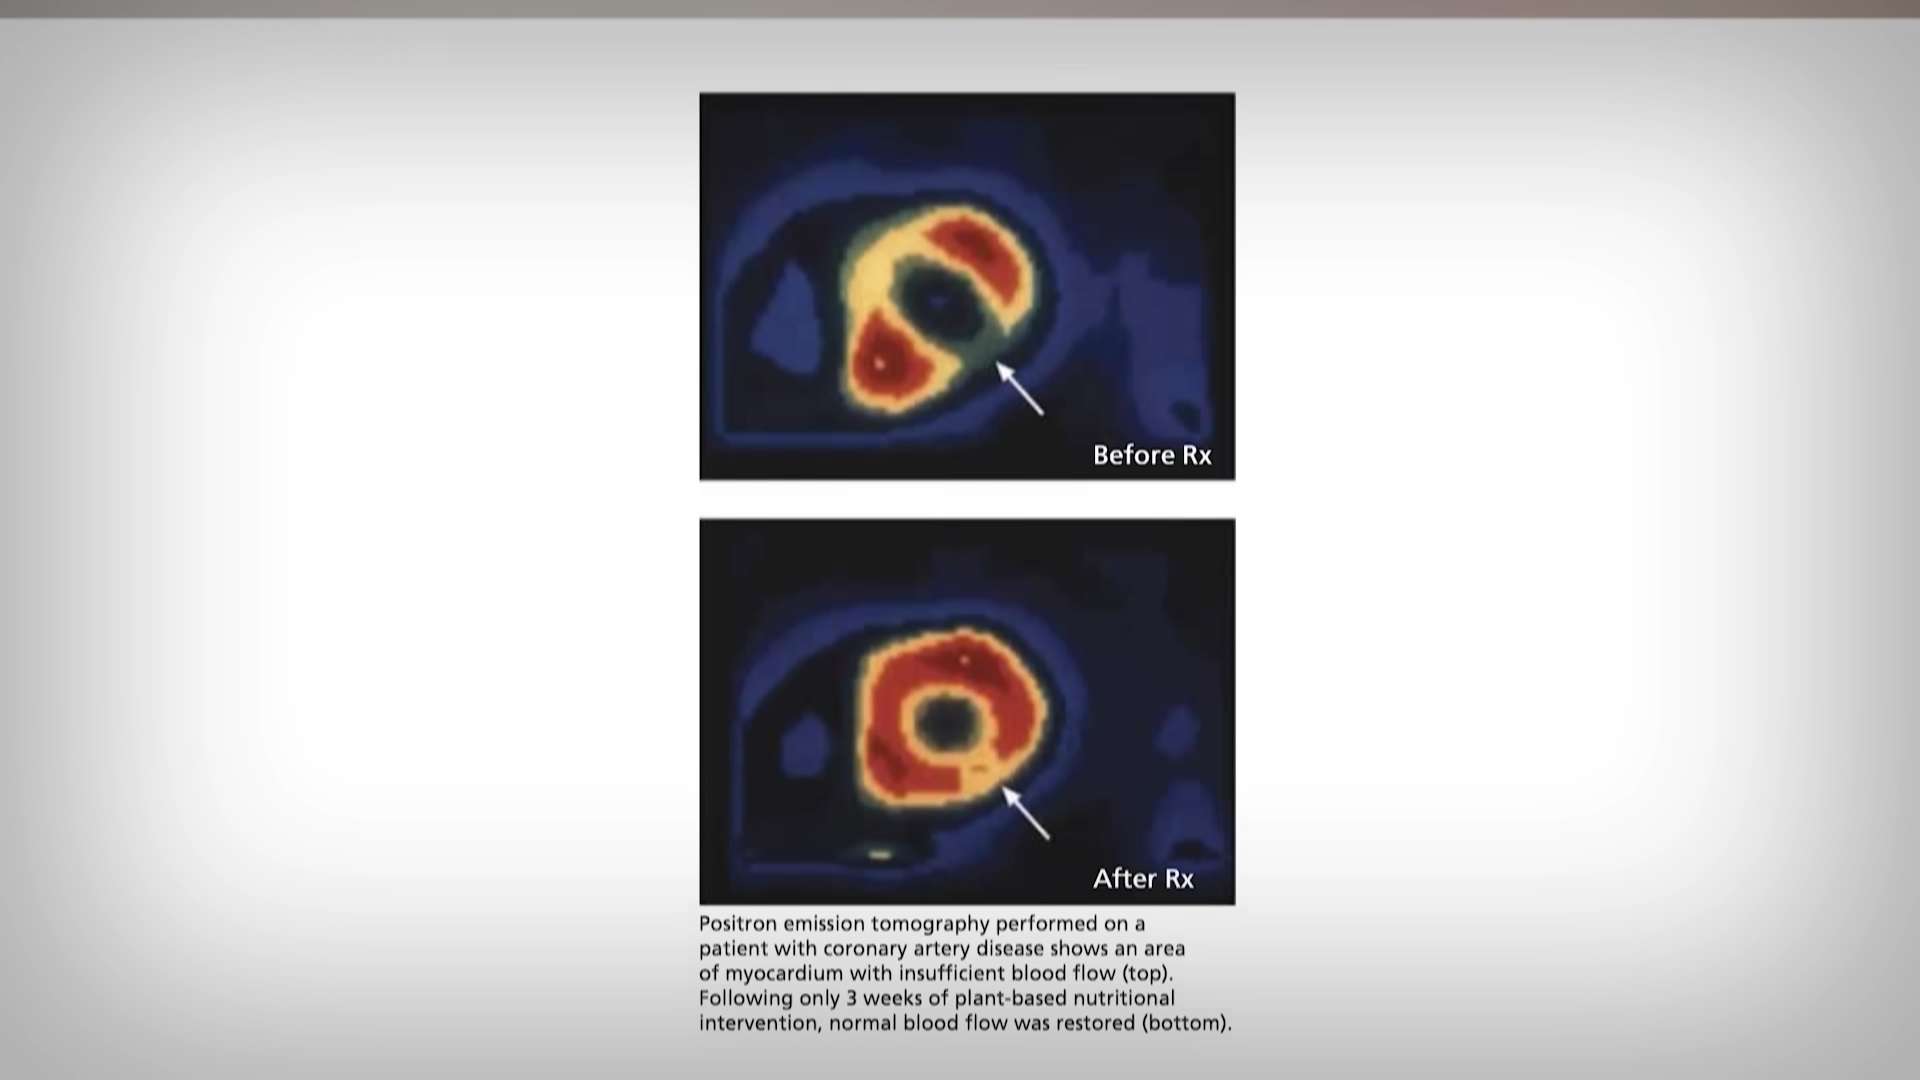 Before Rx
After Rx
Positron emission tomography performed on a
patient with coronary artery disease shows an area
of myocardium with insufficient blood flow (top).
Following only 3 weeks of plant-based nutritional
intervention, normal blood flow was restored (bottom).